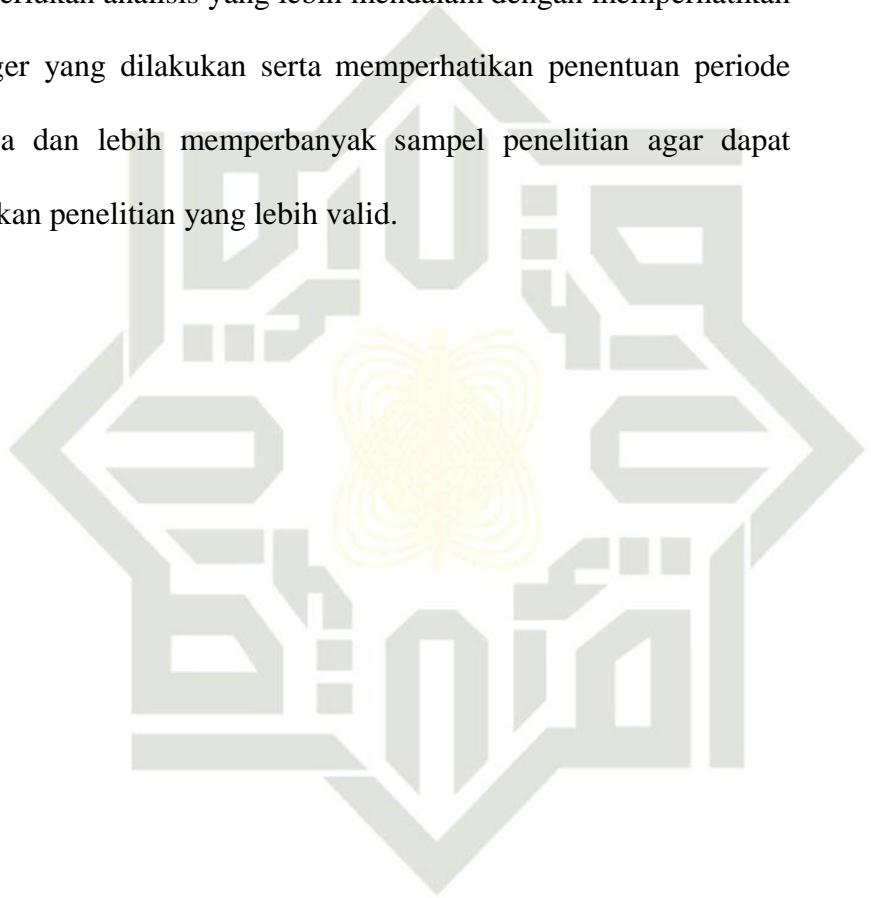 erlukan analisis yang lebih mendalam dengan memperhatikan
ger yang dilakukan serta memperhatikan penentuan periode
a dan lebih memperbanyak sampel penelitian agar dapat
kan penelitian yang lebih valid.